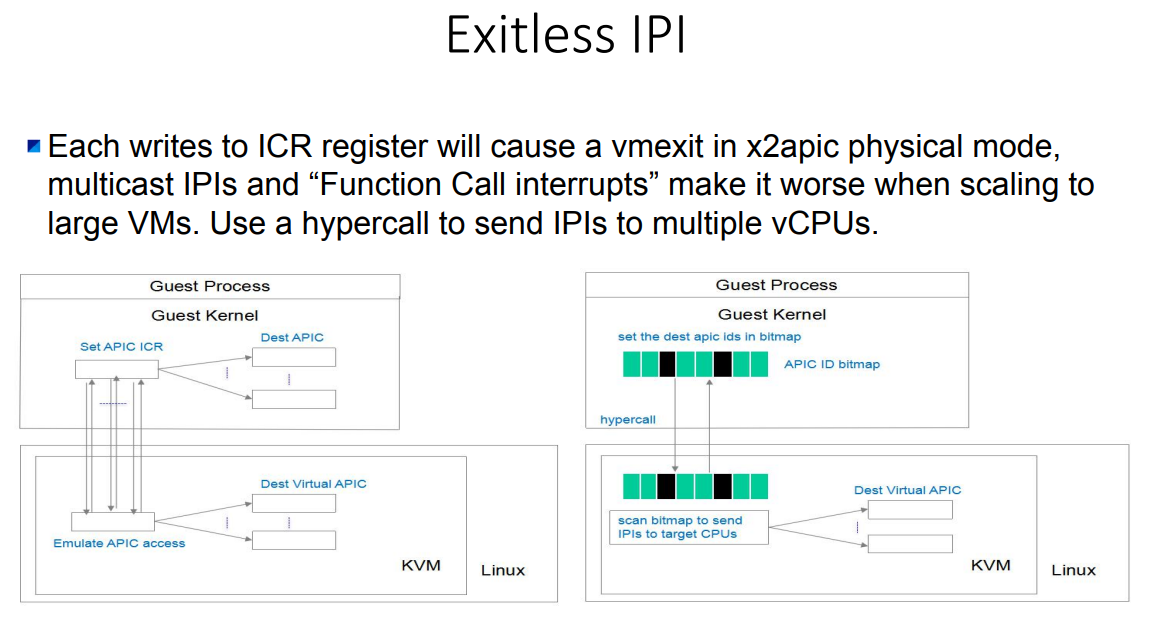 Exitless IPI
Each writes to ICR register will cause a vmexit in x2apic physical mode,
multicast IPIs and “Function Call interrupts” make it worse when scaling to
large VMs. Use a hypercall to send IPIs to multiple vCPUs.
Guest Process
Guest Kernel
Set APIC ICR
Dest APIC
Dest Virtual APIC
Emulate APIC access
KVM
Linux
Guest Process
Guest Kernel
set the dest apic ids in bitmap
APIC ID bitmap
hypercall
Dest Virtual APIC
scan bitmap to send
IPIs to target CPUs
KVM
Linux